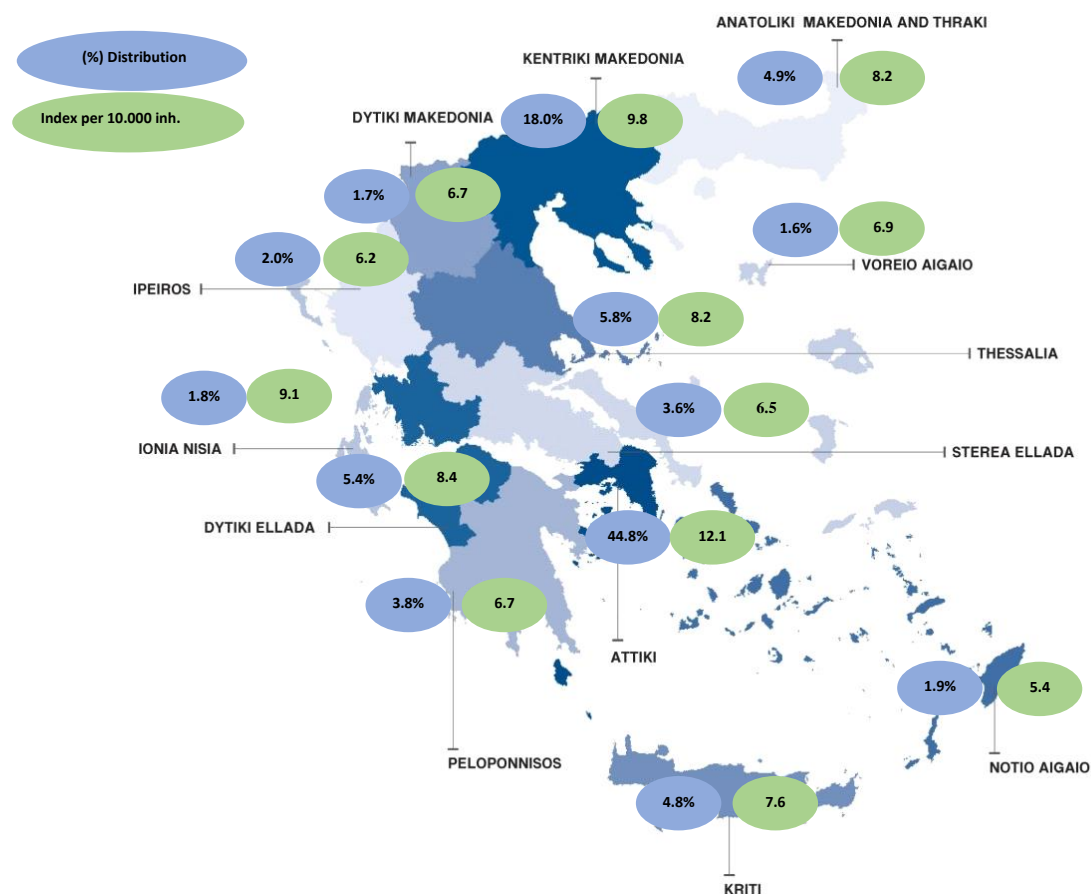 ANATOLIKI MAKEDONIA AND THRAKI
(%) Distribution
KENTRIKI MAKEDONIA
4.9%
8.2
Index per 10.000 inh.
DYTIKI MAKEDONIA
18.0%
9.8
1.7%
6.7
1.6%
6.9
2.0%
6.2
VOREIO AIGAIO
IPEIROS
5.8%
8.2
THESSALIA
1.8%
9.1
3.6%
6.5
IONIA NISIA
STEREA ELLADA
5.4%
8.4
DYTIKI ELLADA
44.8%
12.1
3.8%
6.7
ATTIKI
1.9%
5.4
PELOPONNISOS
NOTIO AIGAIO
4.8%
7.6
KRITI